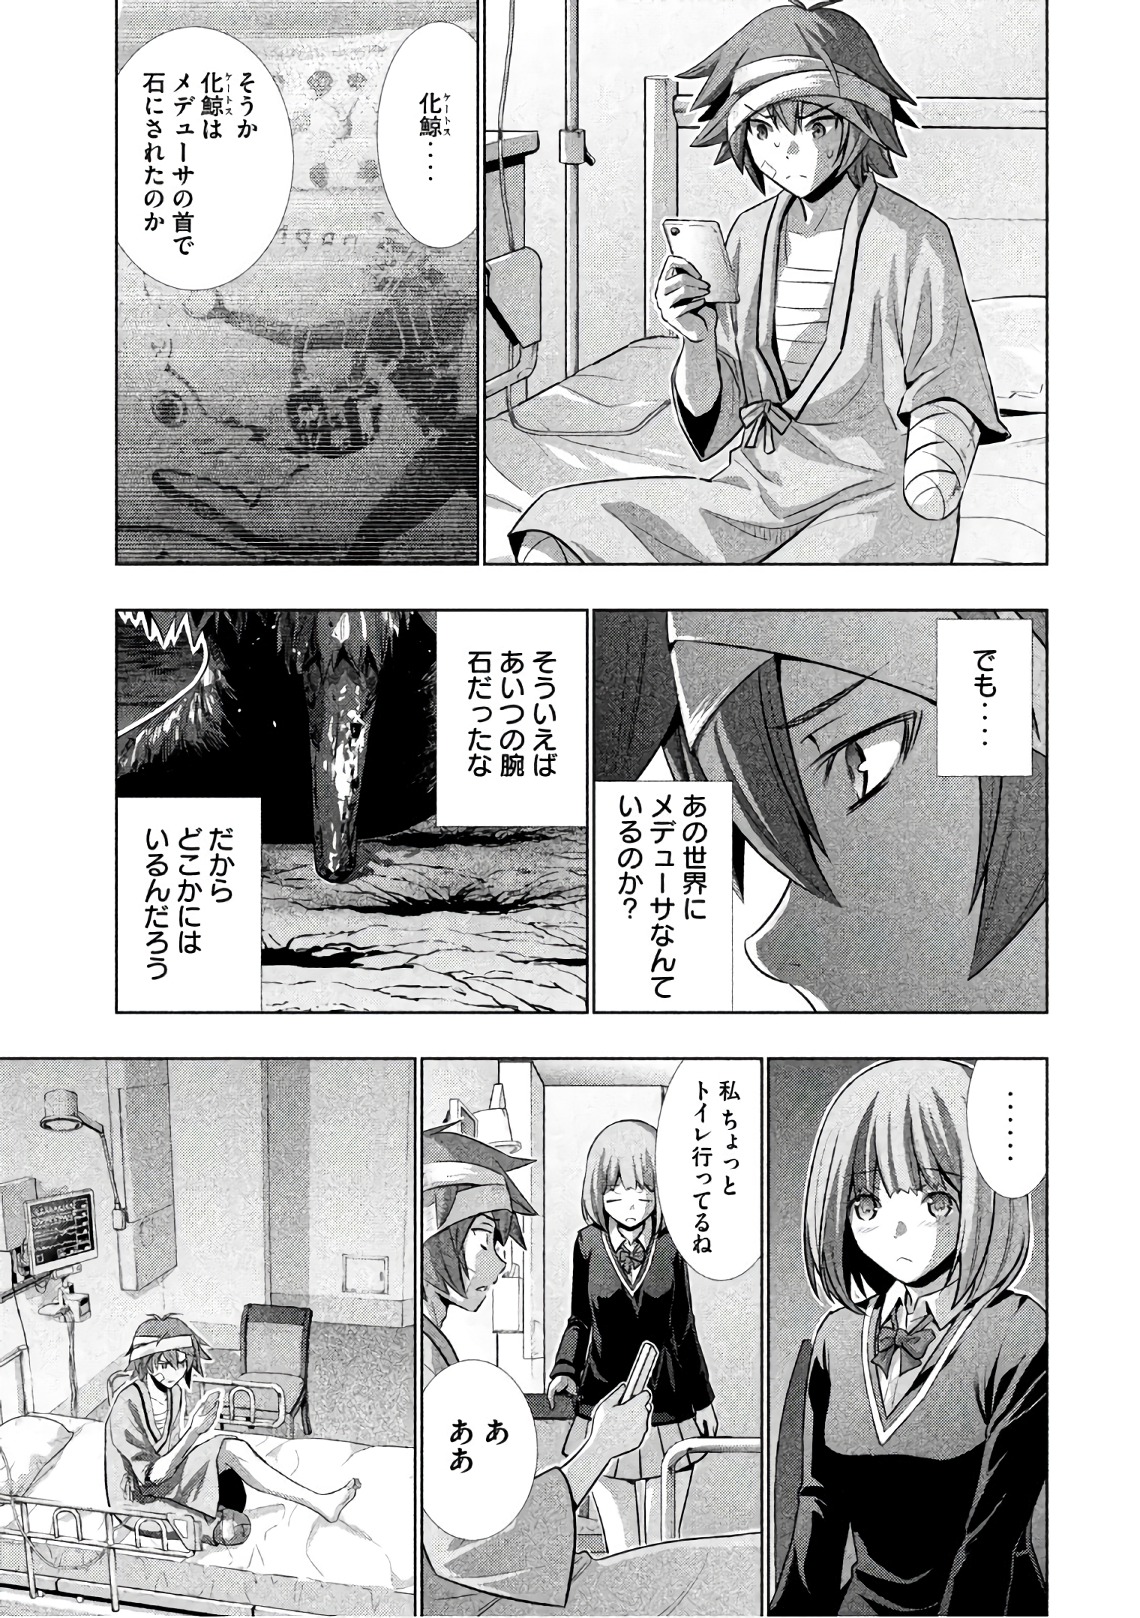 化鯨‥‥
ケートス
そうか
化鯨は
ケートス
メデューサの首で
石にされたのか
でも‥‥
あの世界に
メデューサなんて
いるのか？
そういえば
あいつの腕
石だったな
だから
どこかには
いるんだろう
‥‥‥
私 ちょっと
トイレ行ってるね
あ
ああ